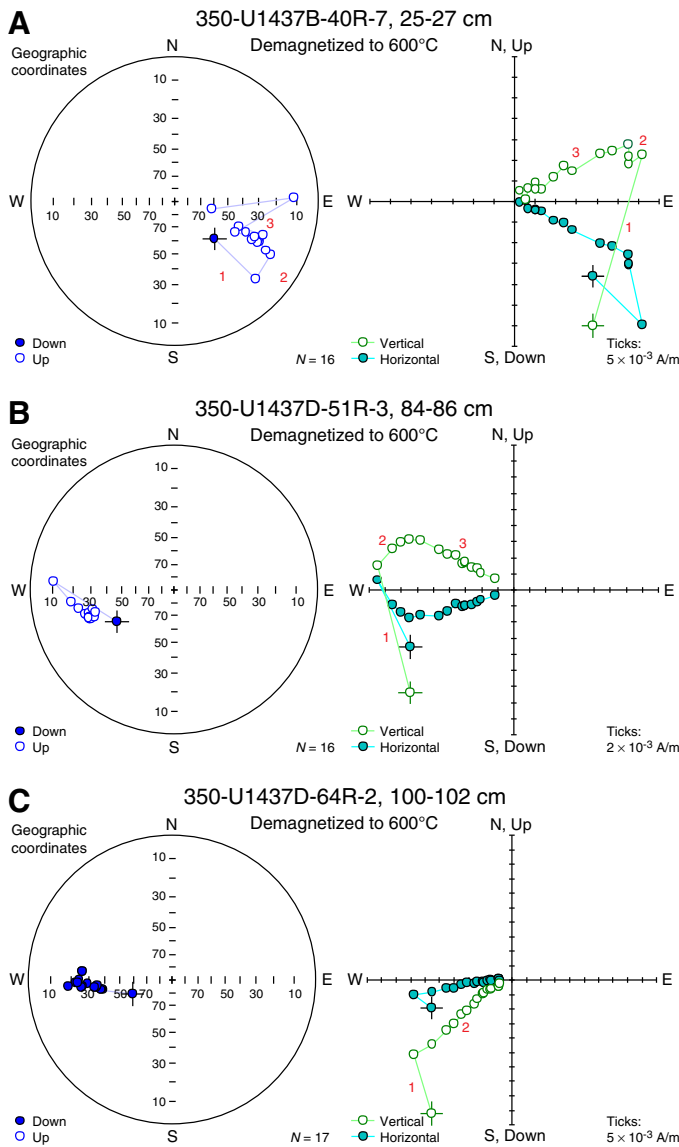 A
350-U1437B-40R-7, 25-27 cm
Demagnetized to 600°C
Geographic
coordinates
N
N, Up
10
30
50
70
W
10 30 50 70
70 50 30 10
E
W
E
70
50
30
10
1
2
3
1
2
3
S
S, Down
Down
Up
N = 16
Vertical
Horizontal
Ticks:
5 × 10-3 A/m
B
350-U1437D-51R-3, 84-86 cm
Demagnetized to 600°C
Geographic
coordinates
N
N, Up
10
30
50
70
W
30 50 70
70 50 30 10
E
W
E
70
50
30
10
1
2
3
S
S, Down
Down
Up
N = 16
Vertical
Horizontal
Ticks:
2 × 10-3 A/m
C
350-U1437D-64R-2, 100-102 cm
Demagnetized to 600°C
Geographic
coordinates
N
N, Up
10
30
50
70
W
10 30 50 70
70 50 30 10
E
W
E
70
50
30
10
1
2
S
S, Down
Down
Up
N = 17
Vertical
Horizontal
Ticks:
5 × 10-3 A/m